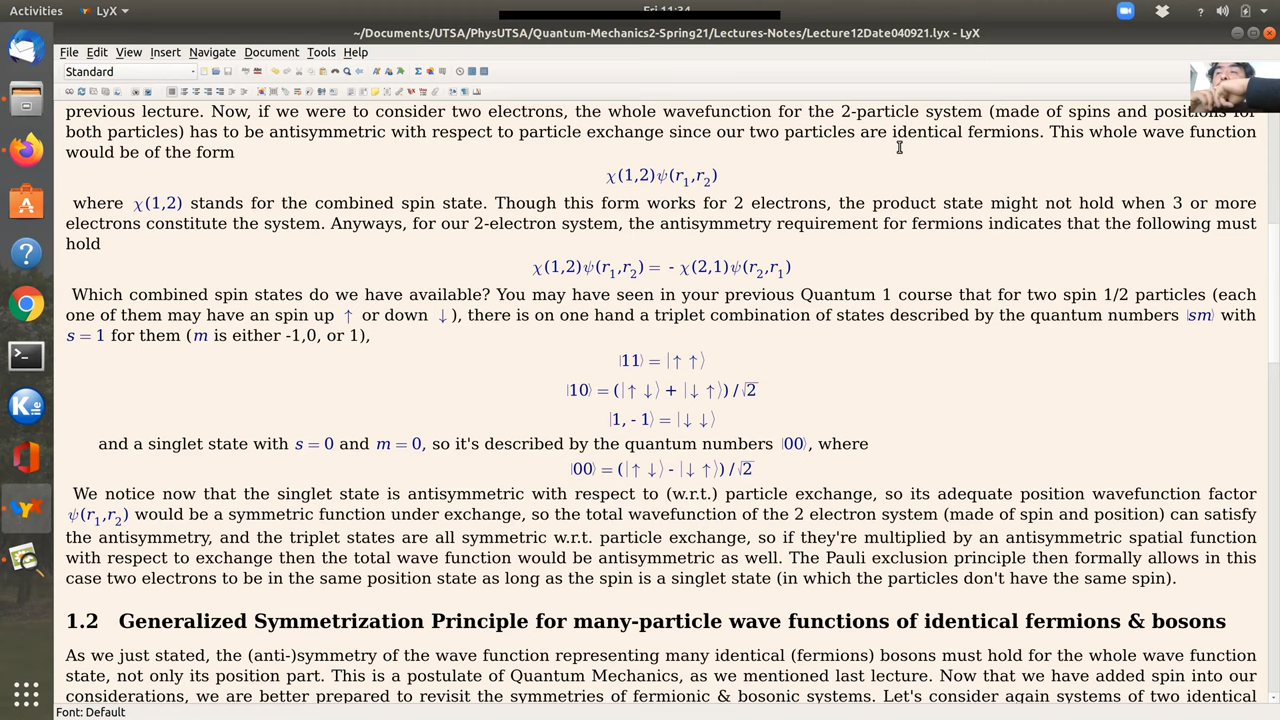 Activities LyX Fri 11:34
~/Documents/UTSA/PhysUTSA/Quantum-Mechanics2-Spring21/Lectures-Notes/Lecture12Date040921.lyx - LyX
File Edit View Insert Navigate Document Tools Help
Standard
previous lecture. Now, if we were to consider two electrons, the whole wavefunction for the 2-particle system (made of spins and positions for
both particles) has to be antisymmetric with respect to particle exchange since our two particles are identical fermions. This whole wave function
would be of the form
χ(1,2)ψ(r₁,r₂)
where χ(1,2) stands for the combined spin state. Though this form works for 2 electrons, the product state might not hold when 3 or more
electrons constitute the system. Anyways, for our 2-electron system, the antisymmetry requirement for fermions indicates that the following must
hold
χ(1,2)ψ(r₁,r₂) = - χ(2,1)ψ(r₂,r₁)
Which combined spin states do we have available? You may have seen in your previous Quantum 1 course that for two spin 1/2 particles (each
one of them may have an spin up ↑ or down ↓), there is on one hand a triplet combination of states described by the quantum numbers |sm⟩ with
s = 1 for them (m is either -1,0, or 1),
|11⟩ = |↑ ↑⟩
|10⟩ = (|↑ ↓⟩ + |↓ ↑⟩) / √2
|1, - 1⟩ = |↓ ↓⟩
and a singlet state with s = 0 and m = 0, so it's described by the quantum numbers |00⟩, where
|00⟩ = (|↑ ↓⟩ - |↓ ↑⟩) / √2
We notice now that the singlet state is antisymmetric with respect to (w.r.t.) particle exchange, so its adequate position wavefunction factor
ψ(r₁,r₂) would be a symmetric function under exchange, so the total wavefunction of the 2 electron system (made of spin and position) can satisfy
the antisymmetry, and the triplet states are all symmetric w.r.t. particle exchange, so if they're multiplied by an antisymmetric spatial function
with respect to exchange then the total wave function would be antisymmetric as well. The Pauli exclusion principle then formally allows in this
case two electrons to be in the same position state as long as the spin is a singlet state (in which the particles don't have the same spin).
1.2 Generalized Symmetrization Principle for many-particle wave functions of identical fermions & bosons
As we just stated, the (anti-)symmetry of the wave function representing many identical (fermions) bosons must hold for the whole wave function
state, not only its position part. This is a postulate of Quantum Mechanics, as we mentioned last lecture. Now that we have added spin into our
considerations, we are better prepared to revisit the symmetries of fermionic & bosonic systems. Let's consider again systems of two identical
Font: Default